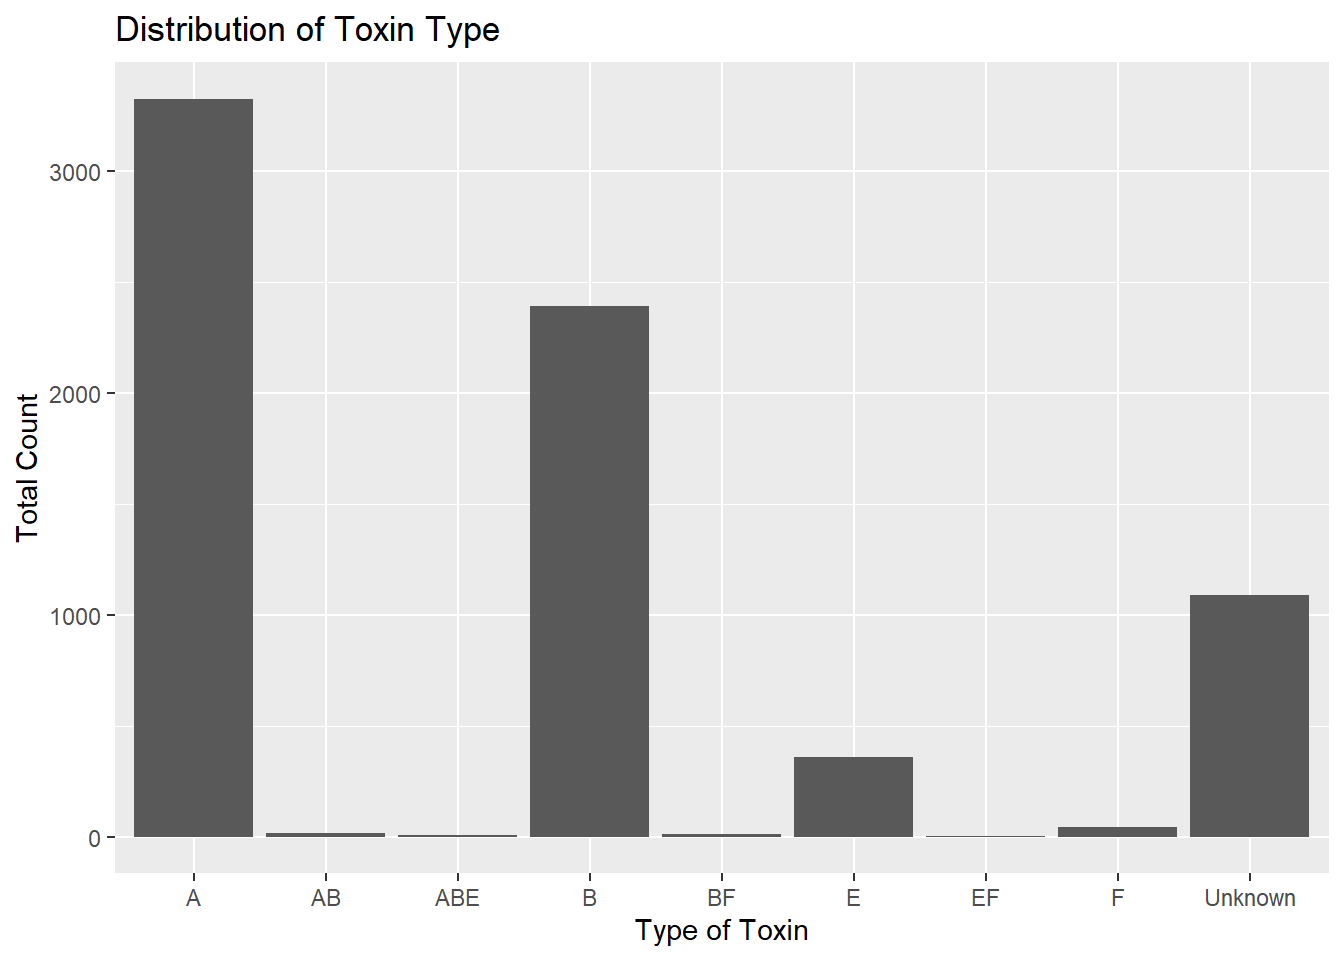 Distribution of Toxin Type
Total Count
3000
2000
1000
0
A AB ABE B BF E EF F Unknown
Type of Toxin